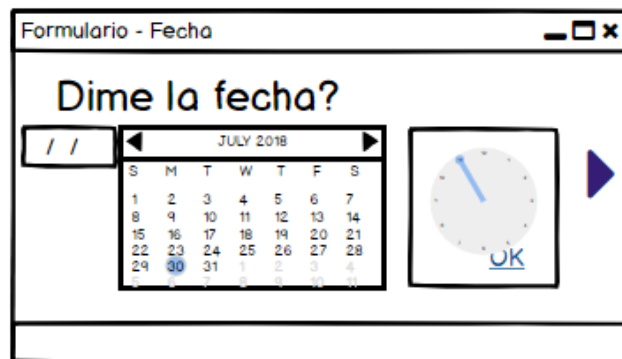 Formulario - Fecha
Dime la fecha?
/ /
JULY 2018
S M T W T F S
1 2 3 4 5 6 7
8 9 10 11 12 13 14
15 16 17 18 19 20 21
22 23 24 25 26 27 28
29 30 31 1 2 3 4
5 6 7 8 9 10 11
OK